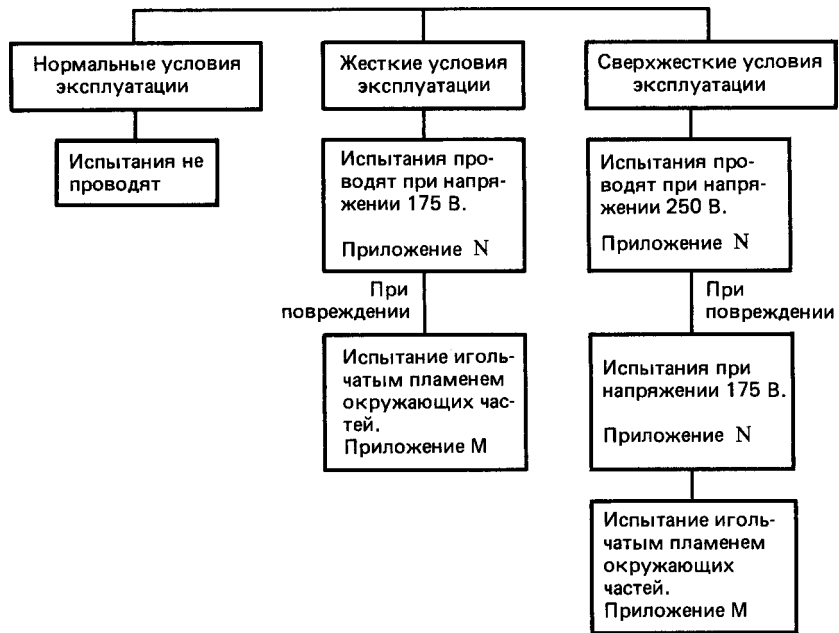 Нормальные условия
эксплуатации
Испытания не
проводят
Жесткие условия
эксплуатации
Испытания про-
водят при напря-
жении 175 В.
Приложение N
При
повреждении
Испытание иголь-
чатым пламенем
окружающих час-
тей.
Приложение М
Сверхжесткие условия
эксплуатации
Испытания про-
водят при напря-
жении 250 В.
Приложение N
При
повреждении
Испытания при
напряжении 175 В.
Приложение N
Испытание иголь-
чатым пламенем
окружающих
частей.
Приложение М